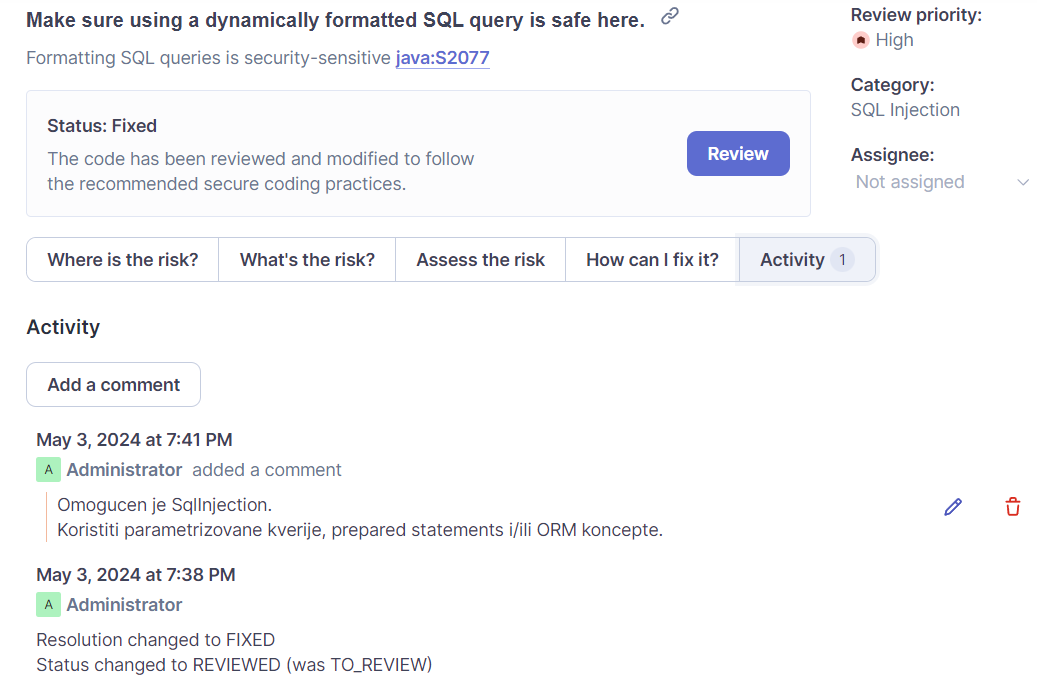 Make sure using a dynamically formatted SQL query is safe here.
Formatting SQL queries is security-sensitive java:S2077
Review priority:
High
Category:
SQL Injection
Assignee:
Not assigned
Status: Fixed
The code has been reviewed and modified to follow
the recommended secure coding practices.
Review
Where is the risk?
What's the risk?
Assess the risk
How can I fix it?
Activity 1
Activity
Add a comment
May 3, 2024 at 7:41 PM
A Administrator added a comment
Omogucen je SqlInjection.
Koristiti parametrizovane kverije, prepared statements i/ili ORM koncepte.
May 3, 2024 at 7:38 PM
A Administrator
Resolution changed to FIXED
Status changed to REVIEWED (was TO_REVIEW)